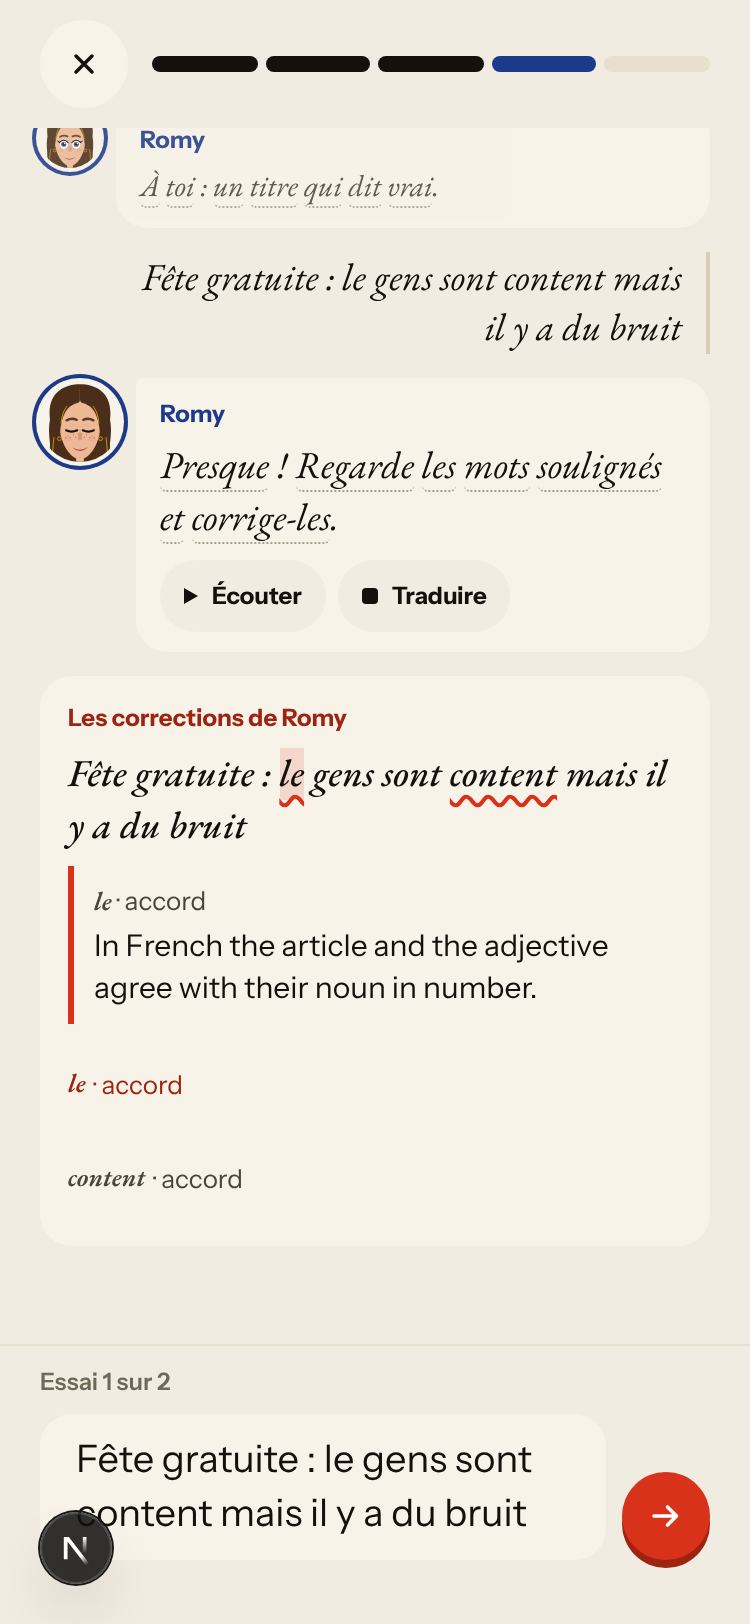 Romy
À toi : un titre qui dit vrai.
Fête gratuite : le gens sont content mais
il y a du bruit
Romy
Presque ! Regarde les mots soulignés
et corrige-les.
Écouter
Traduire
Les corrections de Romy
Fête gratuite : le gens sont content mais il
y a du bruit
le · accord
In French the article and the adjective
agree with their noun in number.
le · accord
content · accord
Essai 1 sur 2
Fête gratuite : le gens sont
content mais il y a du bruit
N